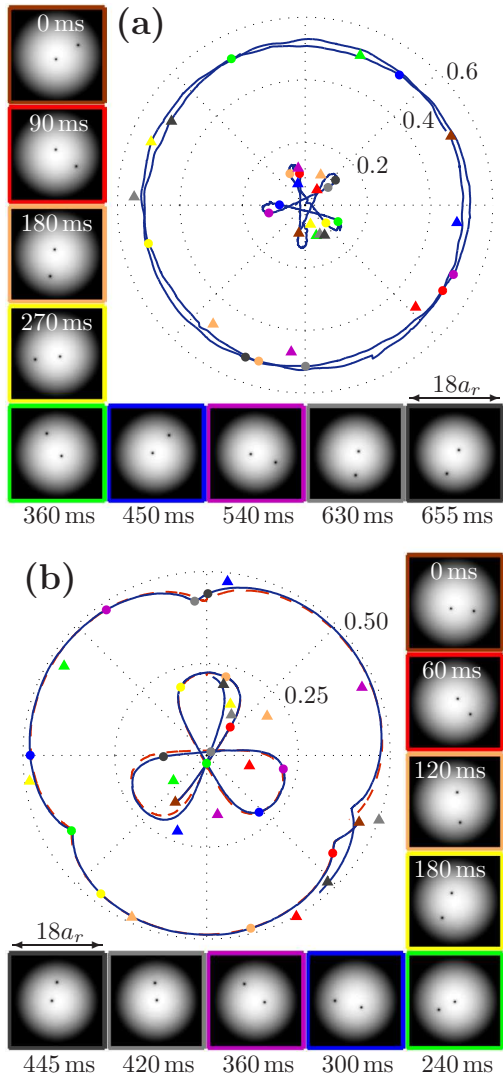 0 ms
(a)
0.6
90 ms
0.4
0.2
180 ms
270 ms
18a_r
360 ms
450 ms
540 ms
630 ms
655 ms
(b)
0 ms
0.50
60 ms
0.25
120 ms
180 ms
18a_r
445 ms
420 ms
360 ms
300 ms
240 ms